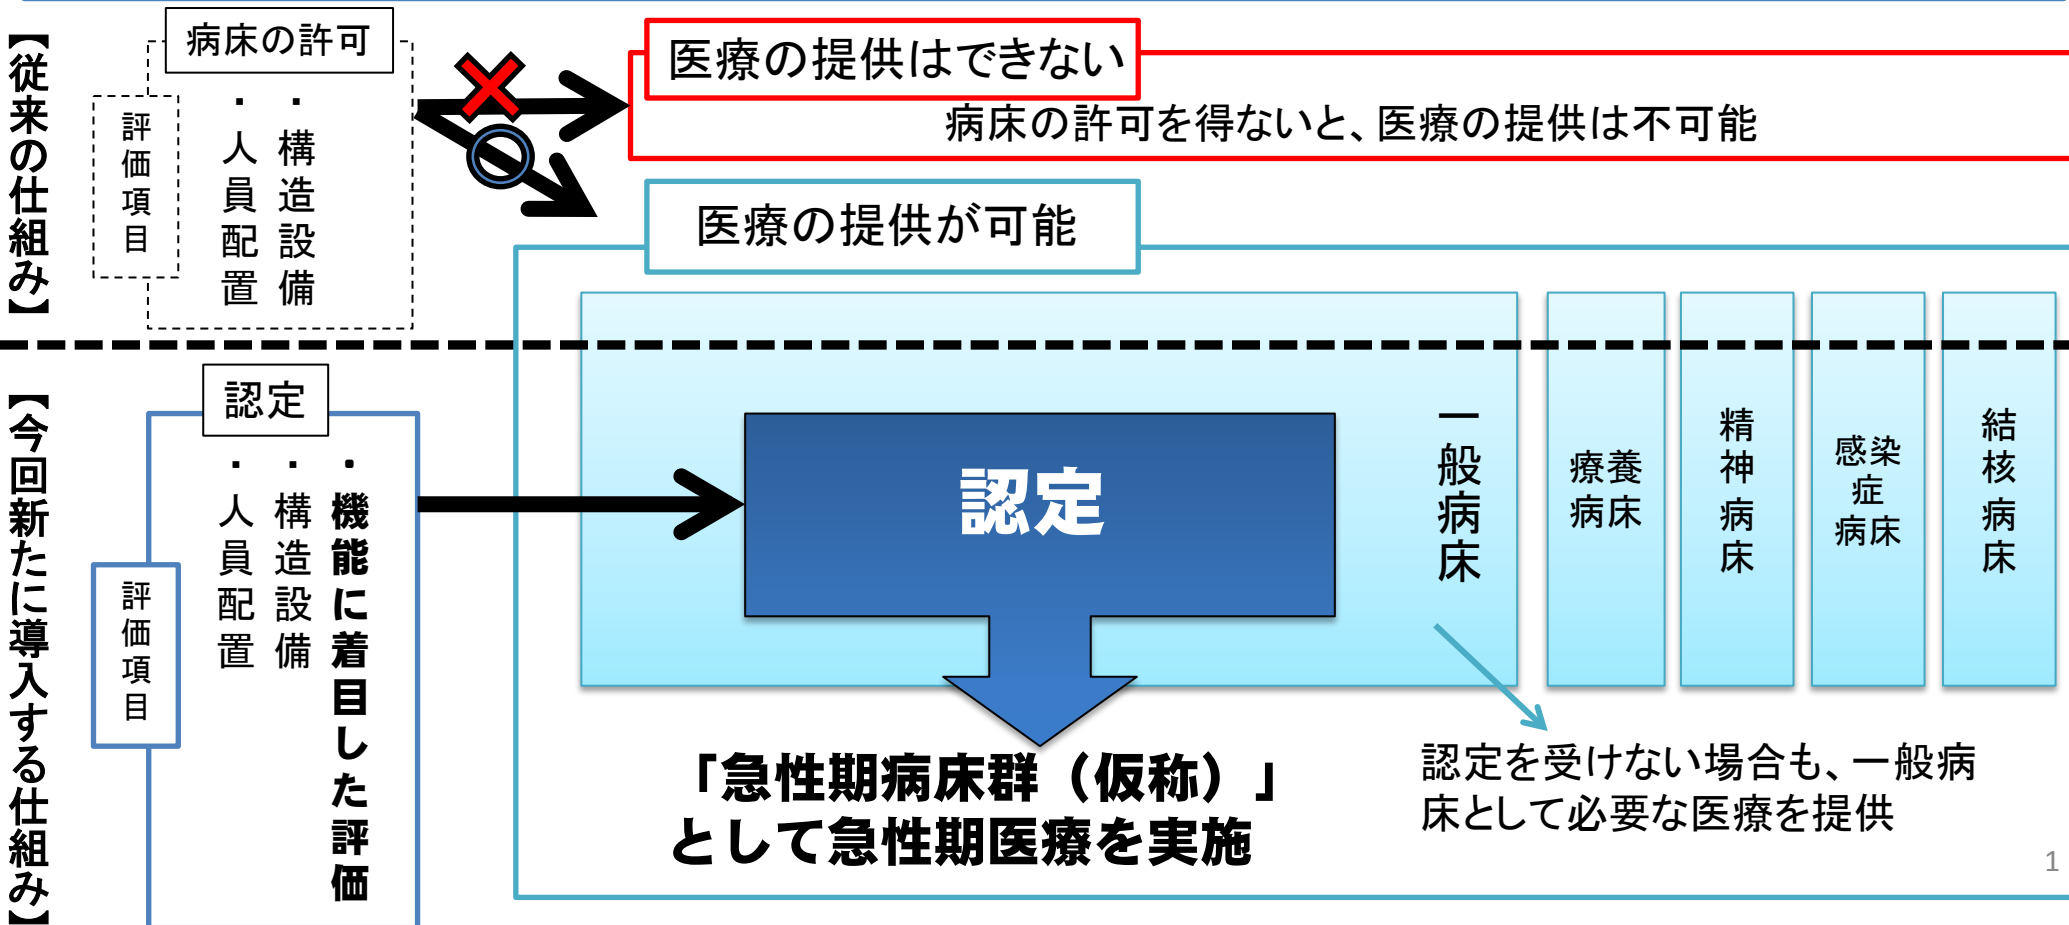 【従来の仕組み】
病床の許可
評価項目
・構造設備
・人員配置
医療の提供はできない
病床の許可を得ないと、医療の提供は不可能
医療の提供が可能
【今回新たに導入する仕組み】
認定
評価項目
・機能に着目した評価
・構造設備
・人員配置
認定
一般病床
療養
病床
精神病床
感染
症
病床
結核病床
「急性期病床群（仮称）」
として急性期医療を実施
認定を受けない場合も、一般病
床として必要な医療を提供
1